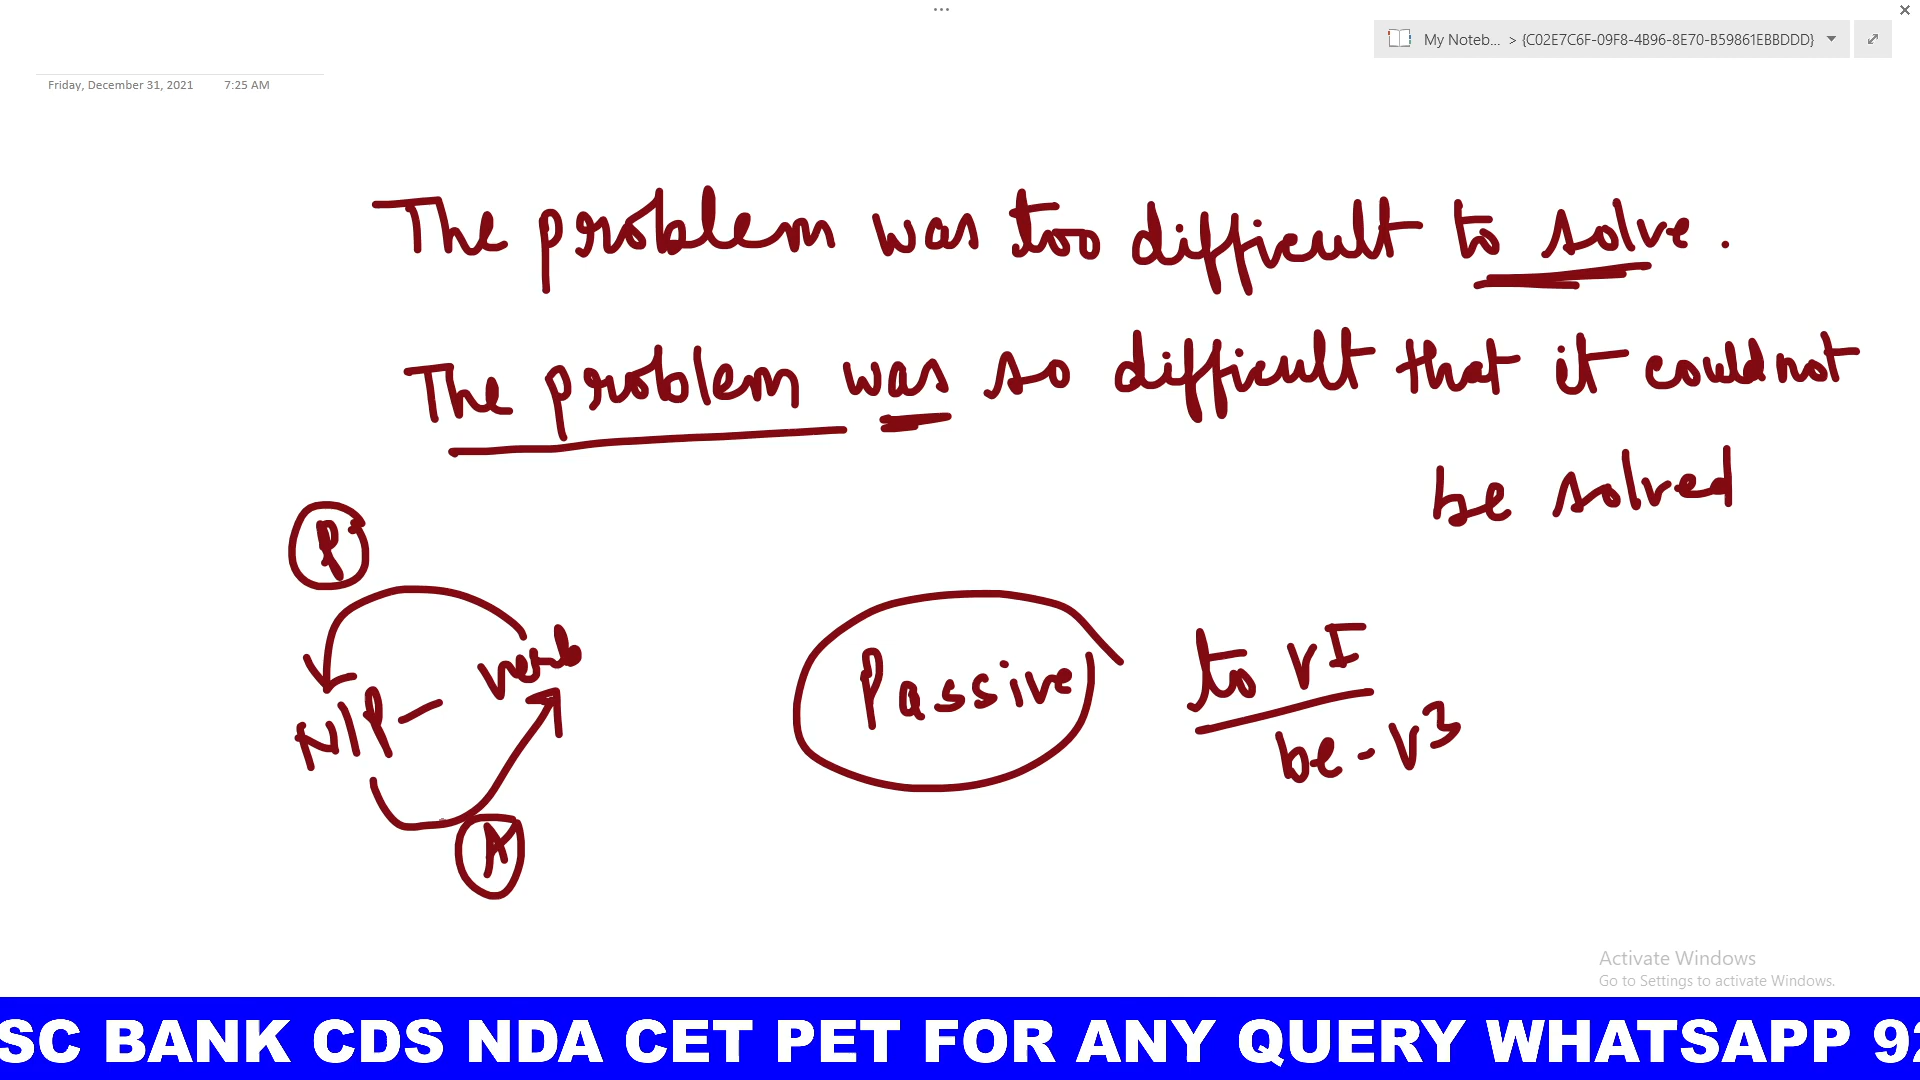 ...
My Noteb... > {C02E7C6F-09F8-4B96-8E70-B59861EBBDDD}
Friday, December 31, 2021 7:25 AM
The problem was too difficult to solve.
The problem was so difficult that it could not
be solved
P
N/P - verb
A
Passive
to VI
be - v3
Activate Windows
Go to Settings to activate Windows.
SC BANK CDS NDA CET PET FOR ANY QUERY WHATSAPP 92